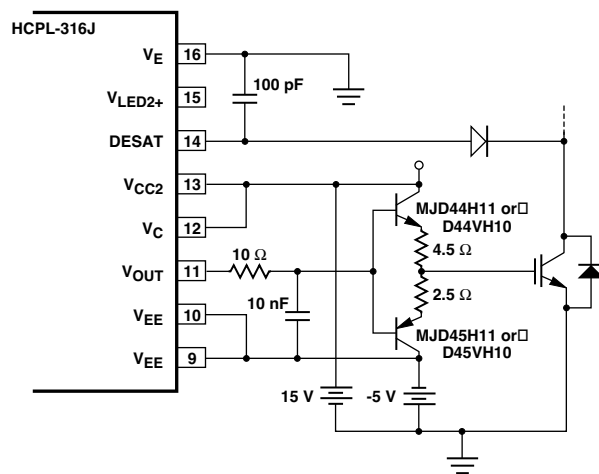 HCPL-316J
VE 16
100 pF
VLED2+ 15
DESAT 14
VCC2 13
MJD44H11 or□
D44VH10
VC 12
4.5 Ω
10 Ω
VOUT 11
2.5 Ω
10 nF
VEE 10
MJD45H11 or□
D45VH10
VEE 9
15 V
-5 V